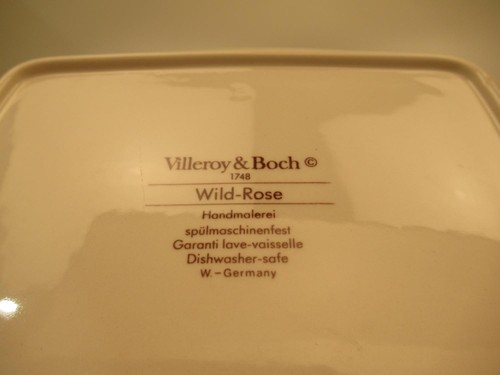 Villeroy & Boch ©
1748
Wild-Rose
Handmalerei
spülmaschinenfest
Garanti lave-vaisselle
Dishwasher-safe
W.-Germany